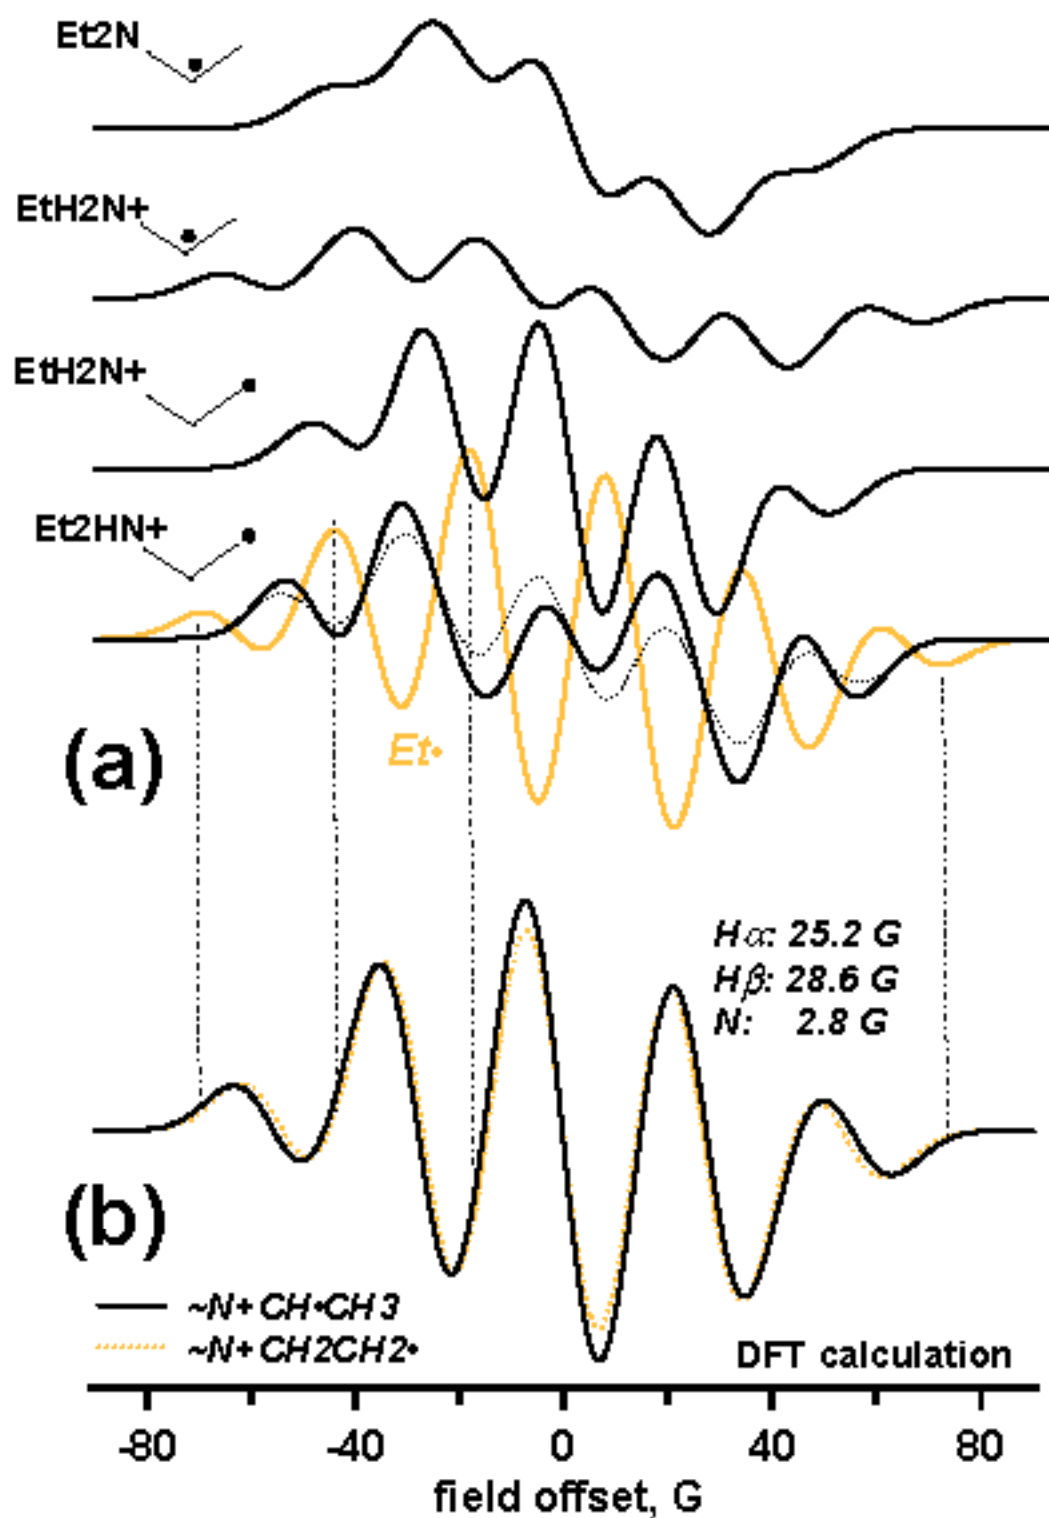 Et2N
EtH2N+
EtH2N+
Et2HN+
Et•
(a)
Hα: 25.2 G
Hβ: 28.6 G
N: 2.8 G
(b)
~N+CH•CH3
~N+CH2CH2•
DFT calculation
-80 -40 0 40 80
field offset, G